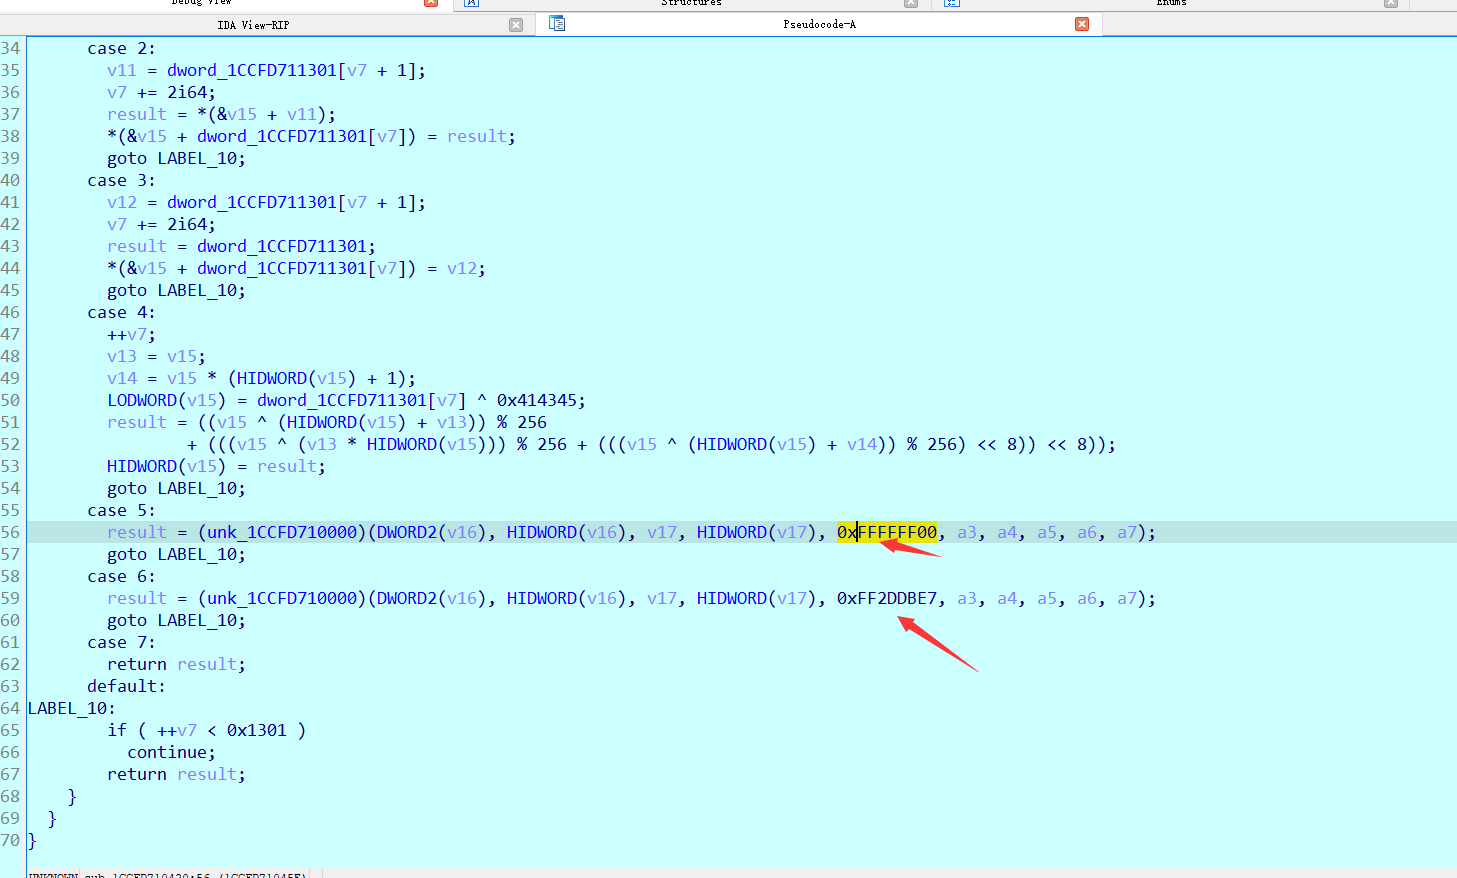 Debug View
Structures
Enums
IDA View-RIP
Pseudocode-A
34 case 2:
35 v11 = dword_1CCFD711301[v7 + 1];
36 v7 += 2i64;
37 result = *(&v15 + v11);
38 *(&v15 + dword_1CCFD711301[v7]) = result;
39 goto LABEL_10;
40 case 3:
41 v12 = dword_1CCFD711301[v7 + 1];
42 v7 += 2i64;
43 result = dword_1CCFD711301;
44 *(&v15 + dword_1CCFD711301[v7]) = v12;
45 goto LABEL_10;
46 case 4:
47 ++v7;
48 v13 = v15;
49 v14 = v15 * (HIDWORD(v15) + 1);
50 LODWORD(v15) = dword_1CCFD711301[v7] ^ 0x414345;
51 result = ((v15 ^ (HIDWORD(v15) + v13)) % 256
52 + (((v15 ^ (v13 * HIDWORD(v15))) % 256 + (((v15 ^ (HIDWORD(v15) + v14)) % 256) << 8)) << 8));
53 HIDWORD(v15) = result;
54 goto LABEL_10;
55 case 5:
56 result = (unk_1CCFD710000)(DWORD2(v16), HIDWORD(v16), v17, HIDWORD(v17), 0xFFFFFF00, a3, a4, a5, a6, a7);
57 goto LABEL_10;
58 case 6:
59 result = (unk_1CCFD710000)(DWORD2(v16), HIDWORD(v16), v17, HIDWORD(v17), 0xFF2DDBE7, a3, a4, a5, a6, a7);
60 goto LABEL_10;
61 case 7:
62 return result;
63 default:
64 LABEL_10:
65 if ( ++v7 < 0x1301 )
66 continue;
67 return result;
68 }
69 }
70 }